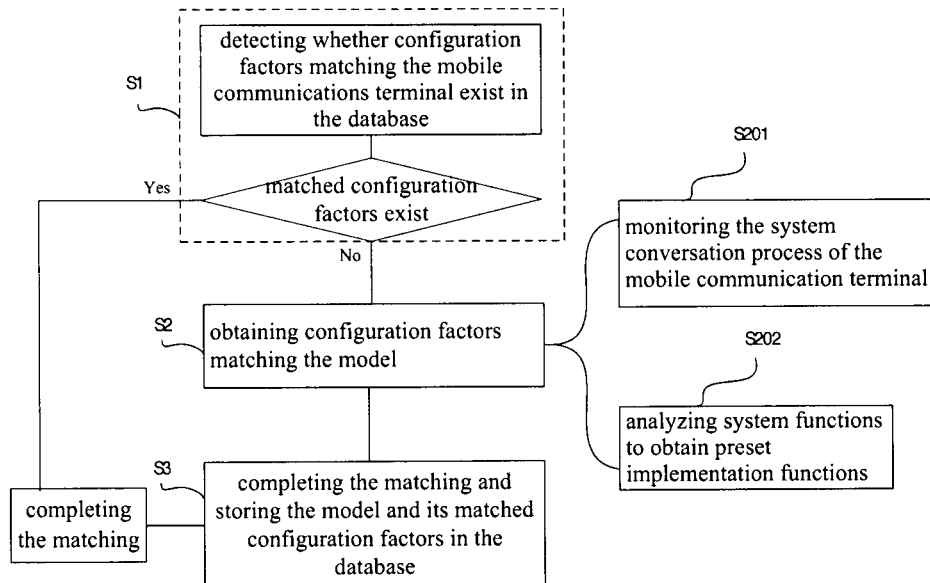 detecting whether configuration
factors matching the mobile
communications terminal exist in
the database
S1
S201
Yes
matched configuration
factors exist
monitoring the system
conversation process of the
mobile communication terminal
No
S2
obtaining configuration factors
matching the model
S202
analyzing system functions
to obtain preset
implementation functions
S3
completing the matching and
storing the model and its matched
configuration factors in the
database
completing
the matching